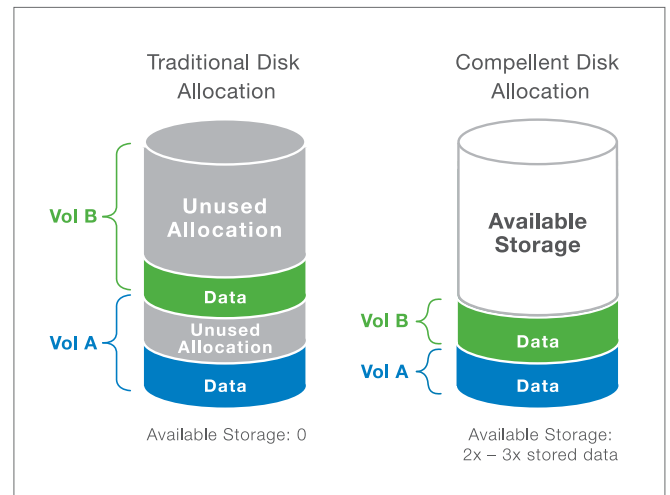 Traditional Disk
Allocation
Vol B
Unused
Allocation
Data
Vol A
Unused
Allocation
Data
Available Storage: 0
Compellent Disk
Allocation
Available
Storage
Vol B
Data
Vol A
Data
Available Storage:
2x – 3x stored data